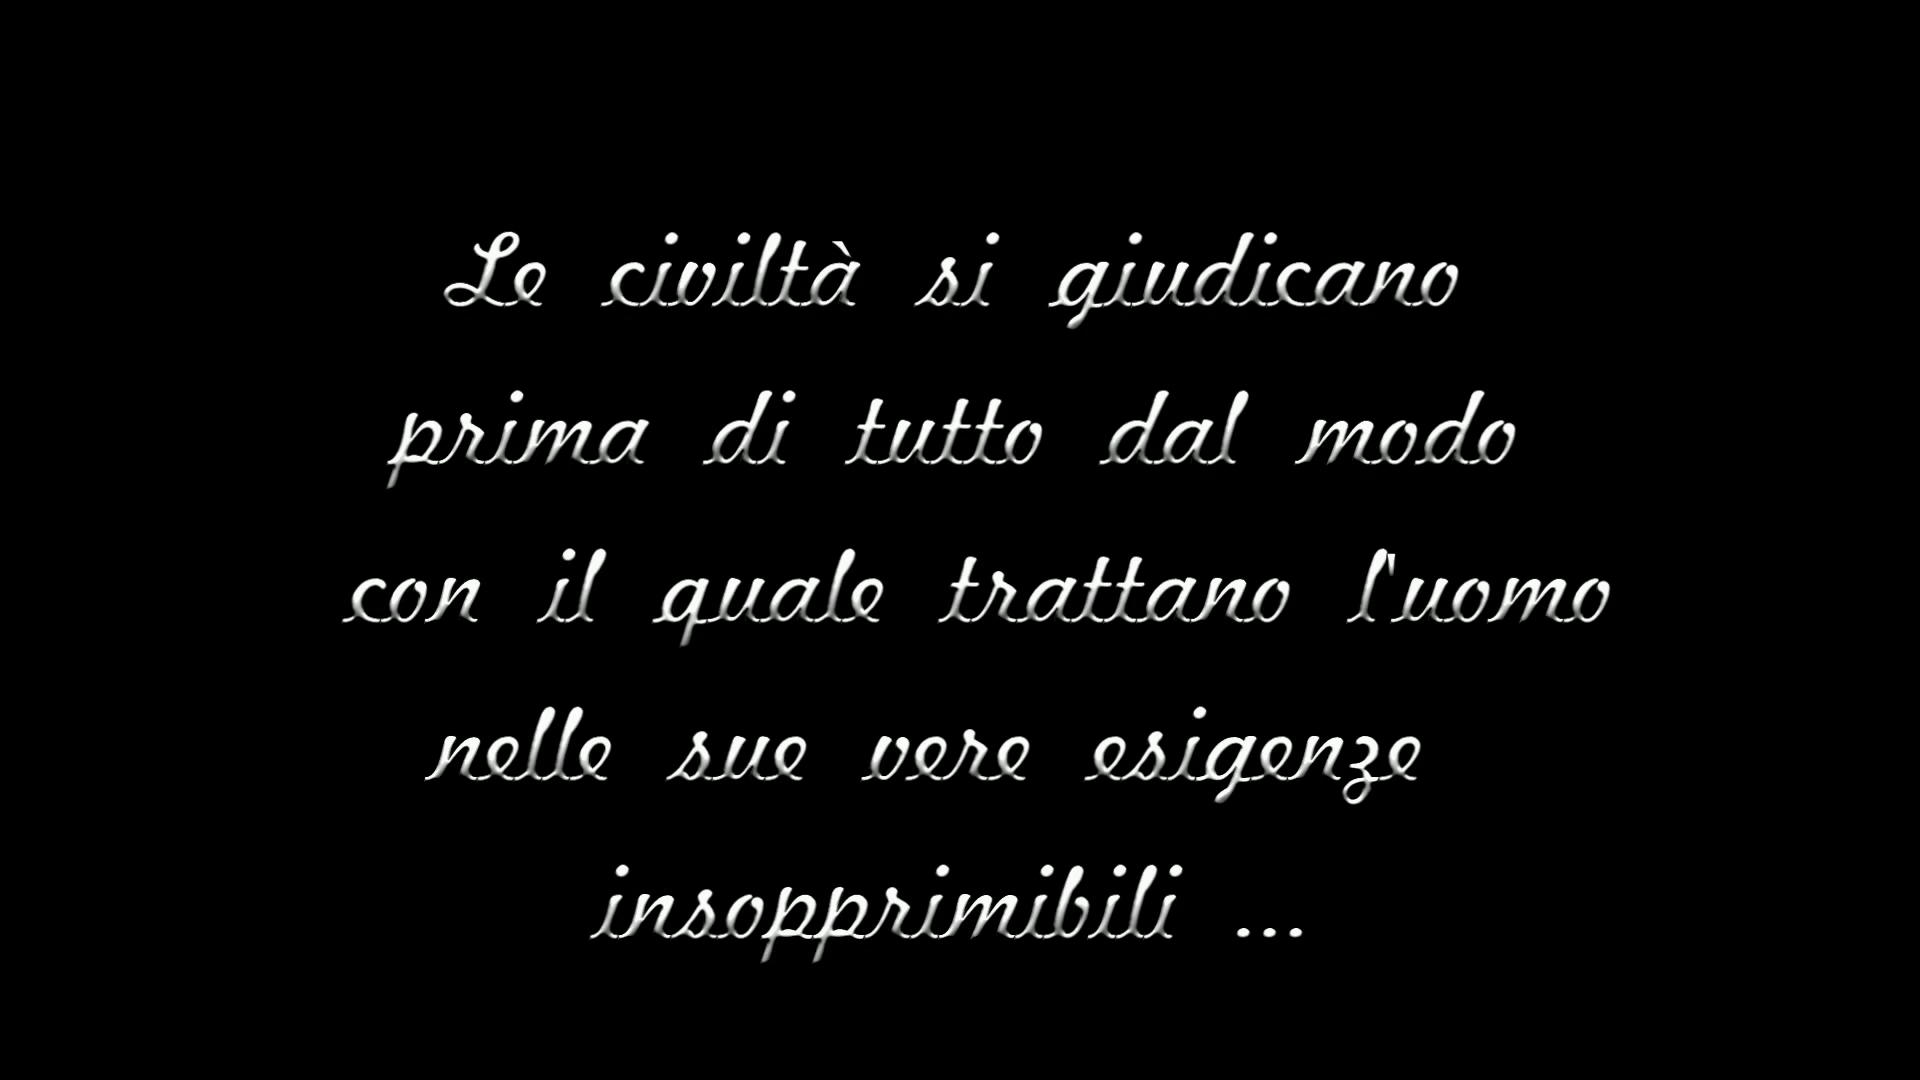 Le civiltà si giudicano
prima di tutto dal modo
con il quale trattano l'uomo
nelle sue vere esigenze
insopprimibili ...